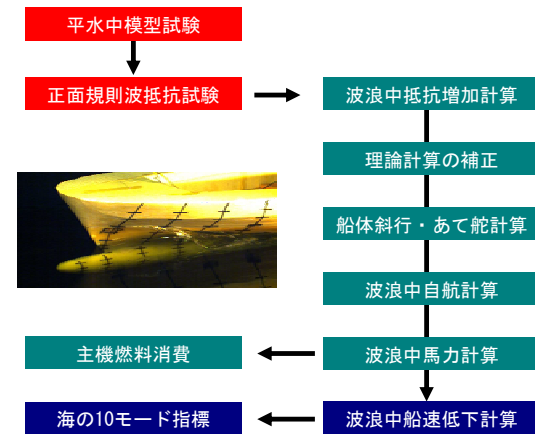 平水中模型試験
正面規則波抵抗試験
波浪中抵抗増加計算
理論計算の補正
船体斜行・あて舵計算
波浪中自航計算
主機燃料消費
波浪中馬力計算
海の10モード指標
波浪中船速低下計算